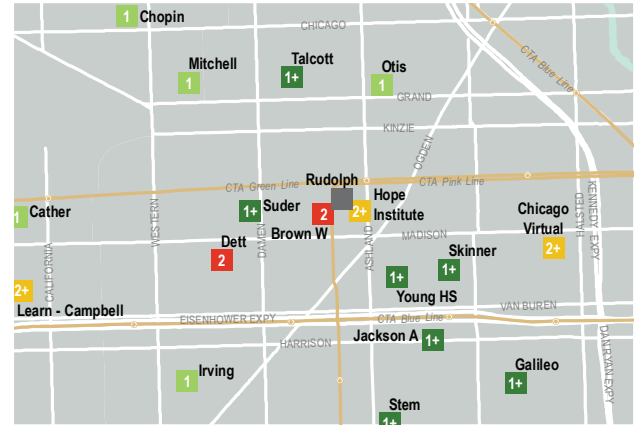 1
Chopin
CHICAGO
Mitchell
1
Talcott
1+
Otis
1
CTA Blue Line
GRAND
KINZIE
OGDEN
CTA Green Line
Rudolph
CTA Pink Line
1
Cather
WESTERN
1+
Suder
2
Brown W
2+
Hope
Institute
HALSTED
KENNEDY EXPY
DAMEN
ASHLAND
MADISON
Chicago
Virtual
2+
Dett
2
Skinner
1+
CALIFORNIA
2+
Learn - Campbell
1+
Young HS
VAN BUREN
EISENHOWER EXPY
CTA Blue Line
HARRISON
Jackson A
1+
DAN RYAN EXPY
Irving
1
Galileo
1+
Stem
1+